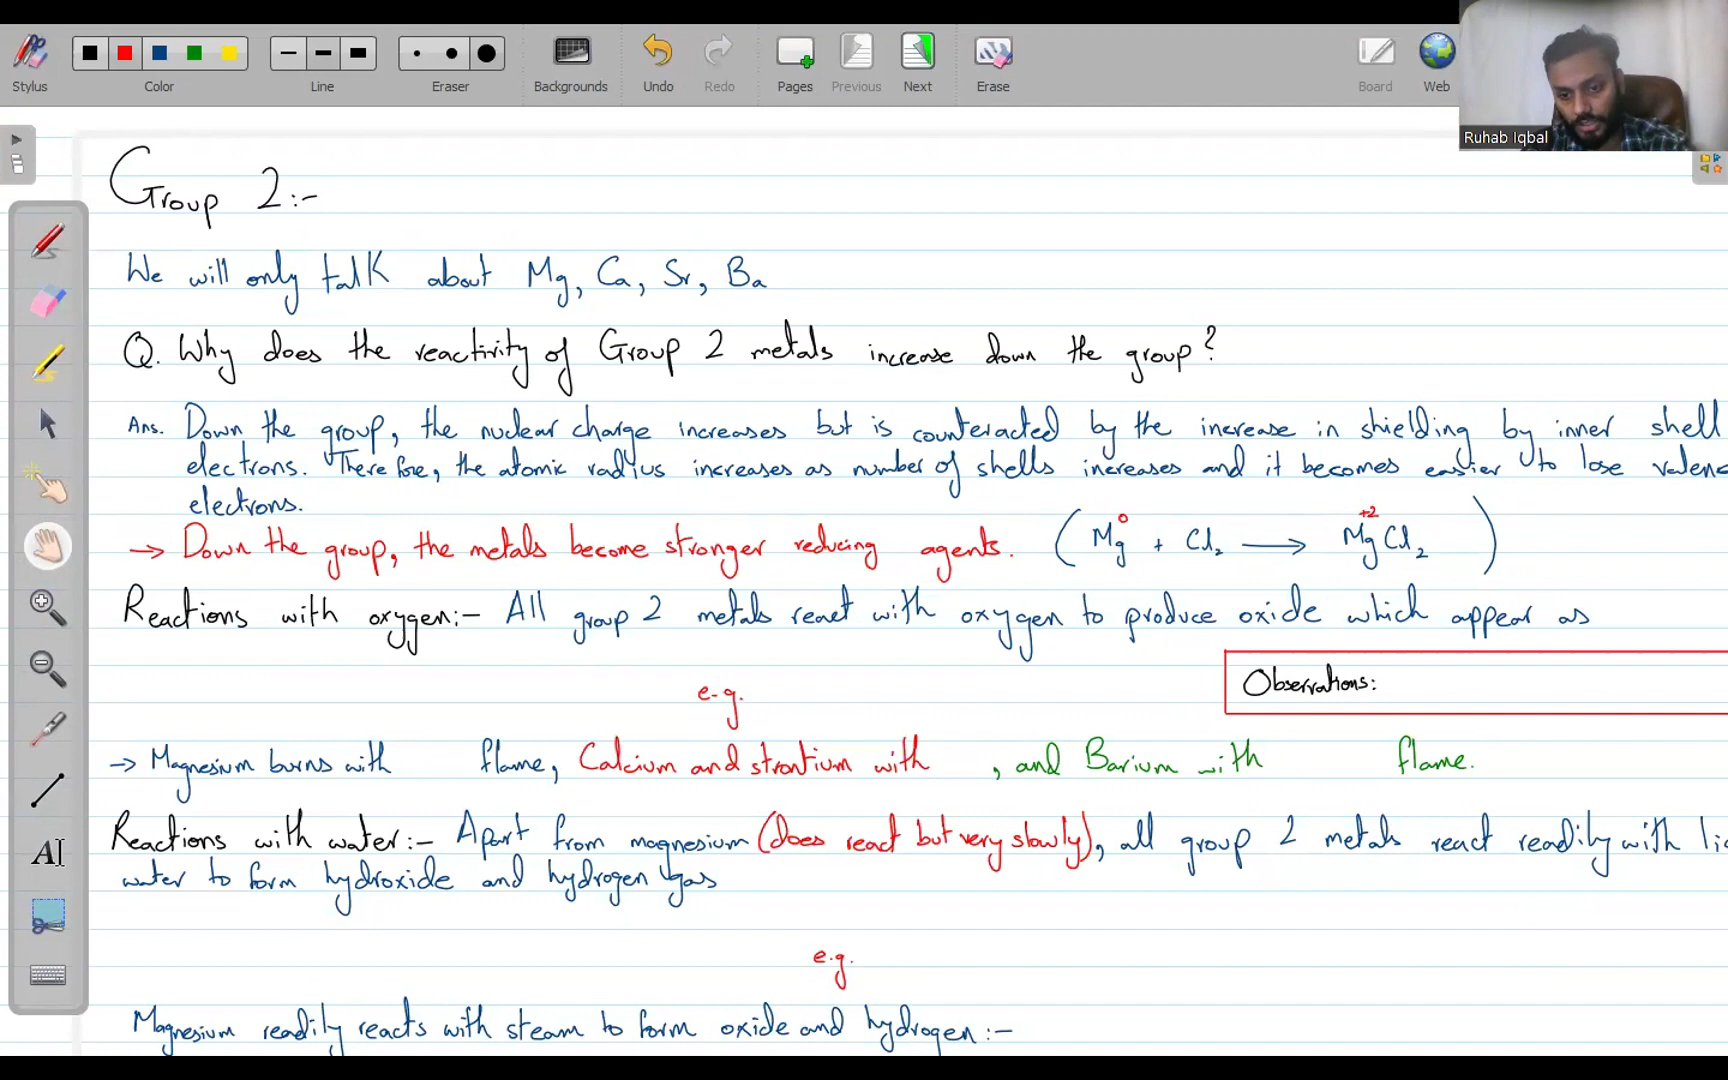 Stylus
Color
Line
Eraser
Backgrounds
Undo
Redo
Pages
Previous
Next
Erase
Board
Web
Ruhab Iqbal
Group 2:-
We will only talk about Mg, Ca, Sr, Ba
Q. Why does the reactivity of Group 2 metals increase down the group?
Ans. Down the group, the nuclear charge increases but is counteracted by the increase in shielding by inner shell
electrons. Therefore, the atomic radius increases as number of shells increases and it becomes easier to lose valenc
electrons.
→ Down the group, the metals become stronger reducing agents. (Mg⁰ + Cl₂ → Mg⁺²Cl₂)
Reactions with oxygen:- All group 2 metals react with oxygen to produce oxide which appear as
Observations:
e.g.
→ Magnesium burns with flame, Calcium and strontium with , and Barium with flame.
Reactions with water:- Apart from magnesium (does react but very slowly), all group 2 metals react readily with li
water to form hydroxide and hydrogen gas
e.g.
Magnesium readily reacts with steam to form oxide and hydrogen:-